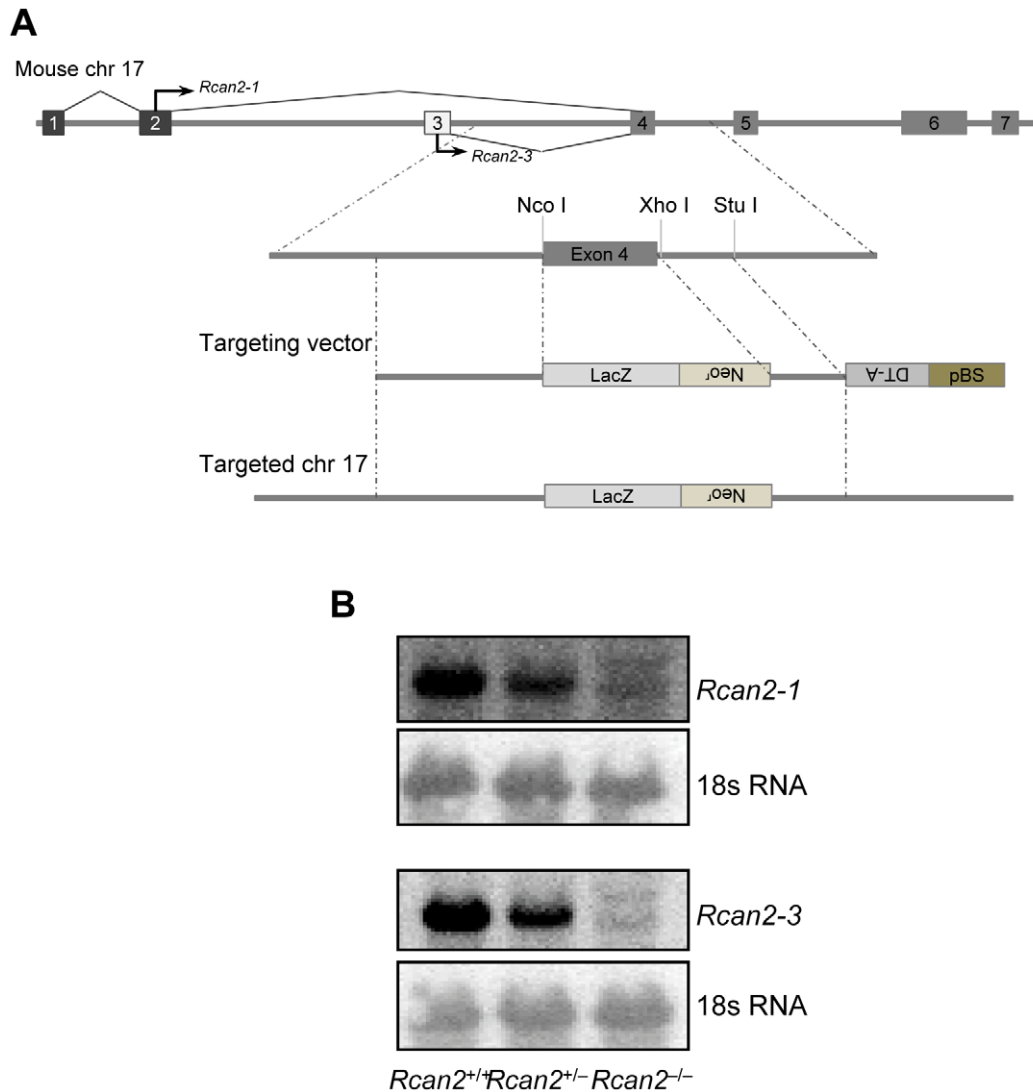 A
Mouse chr 17
Rcan2-1
1 2 3 4 5 6 7
Rcan2-3
Nco I Xho I Stu I
Exon 4
Targeting vector
LacZ Neoʳ DT-A pBS
Targeted chr 17
LacZ Neoʳ
B
Rcan2-1
18s RNA
Rcan2-3
18s RNA
Rcan2⁺/⁺ Rcan2⁺/⁻ Rcan2⁻/⁻